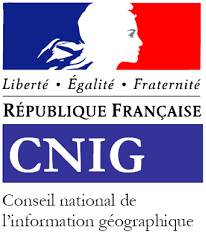 Liberté • Égalité • Fraternité
RÉPUBLIQUE FRANÇAISE
CNIG
Conseil national de
l'information géographique